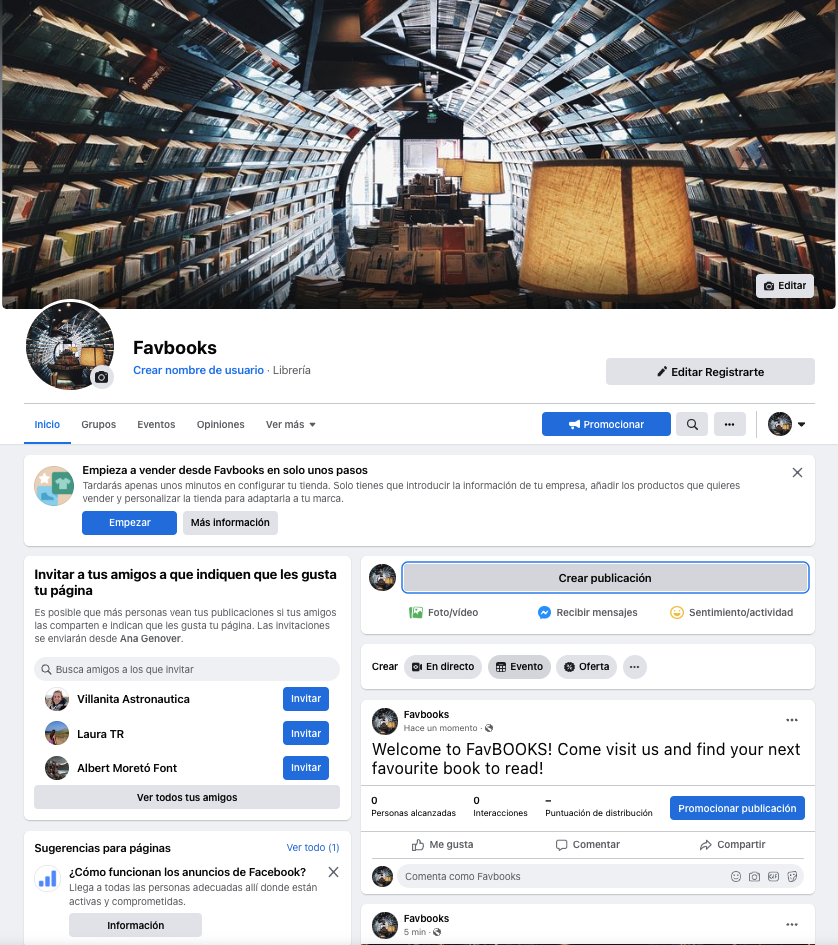 Editar
Favbooks
Crear nombre de usuario · Librería
Editar Registrarte
Inicio Grupos Eventos Opiniones Ver más
Promocionar
Empieza a vender desde Favbooks en solo unos pasos
Tardarás apenas unos minutos en configurar tu tienda. Solo tienes que introducir la información de tu empresa, añadir los productos que quieres
vender y personalizar la tienda para adaptarla a tu marca.
Empezar Más información
Invitar a tus amigos a que indiquen que les gusta
tu página
Es posible que más personas vean tus publicaciones si tus amigos
las comparten e indican que les gusta tu página. Las invitaciones
se enviarán desde Ana Genover.
Busca amigos a los que invitar
Villanita Astronautica Invitar
Laura TR Invitar
Albert Moretó Font Invitar
Ver todos tus amigos
Sugerencias para páginas Ver todo (1)
¿Cómo funcionan los anuncios de Facebook?
Llega a todas las personas adecuadas allí donde están
activas y comprometidas.
Información
Crear publicación
Foto/vídeo Recibir mensajes Sentimiento/actividad
Crear En directo Evento Oferta
Favbooks
Hace un momento ·
Welcome to FavBOOKS! Come visit us and find your next
favourite book to read!
0 0 –
Personas alcanzadas Interacciones Puntuación de distribución
Promocionar publicación
Me gusta Comentar Compartir
Comenta como Favbooks
GIF
Favbooks
5 min ·